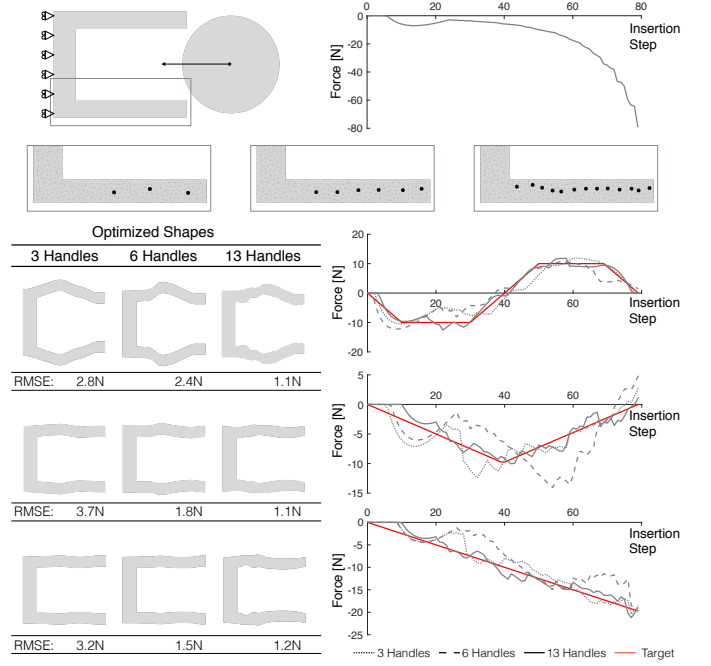 0 20 40 60 80
0
-20
-40
-60
-80
Force [N]
Insertion
Step
Optimized Shapes
3 Handles 6 Handles 13 Handles
RMSE: 2.8N 2.4N 1.1N
RMSE: 3.7N 1.8N 1.1N
RMSE: 3.2N 1.5N 1.2N
20
10
0
-10
-20
Force [N]
20 40 60
Insertion
Step
5
0
-5
-10
-15
Force [N]
20 40 60
Insertion
Step
0 20 40 60 80
0
-5
-10
-15
-20
-25
Force [N]
Insertion
Step
3 Handles 6 Handles 13 Handles Target